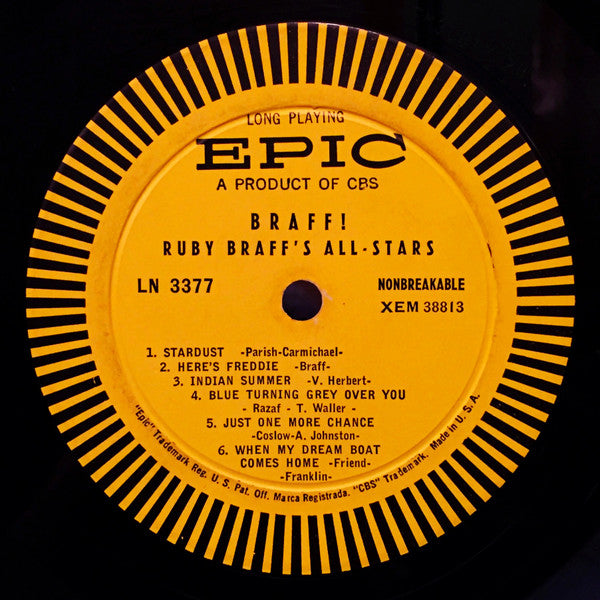 LONG PLAYING
EPIC
A PRODUCT OF CBS
BRAFF!
RUBY BRAFF'S ALL-STARS
LN 3377
NONBREAKABLE
XEM 38813
1. STARDUST -Parish-Carmichael-
2. HERE'S FREDDIE -Braff-
3. INDIAN SUMMER -V. Herbert-
4. BLUE TURNING GREY OVER YOU
- Razaf - T. Waller -
5. JUST ONE MORE CHANCE
-Coslow-A. Johnston-
6. WHEN MY DREAM BOAT
COMES HOME -Friend-
-Franklin-
"Epic" Trademark Reg. U. S. Pat. Off. Marca Registrada. "CBS" Trademark. Made in U. S. A.